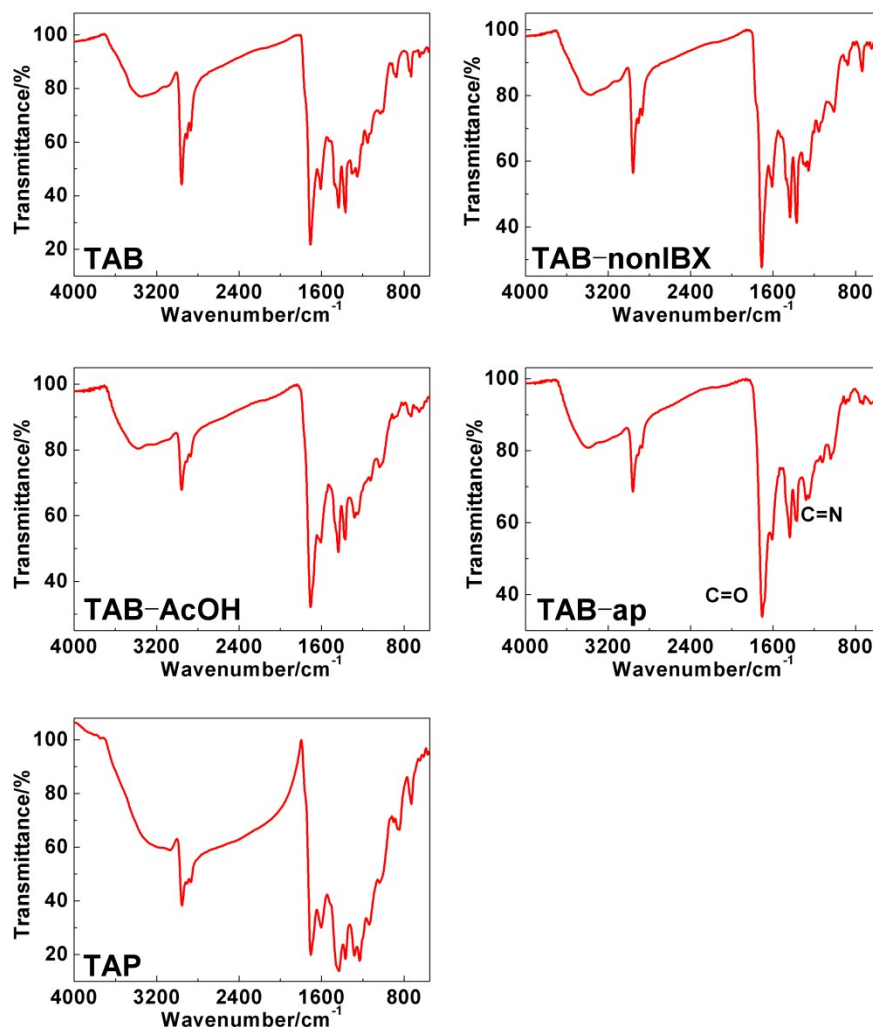 100
80
60
40
20
Transmittance/%
TAB
4000 3200 2400 1600 800
Wavenumber/cm⁻¹
100
80
60
40
Transmittance/%
TAB−nonIBX
4000 3200 2400 1600 800
Wavenumber/cm⁻¹
100
80
60
40
Transmittance/%
TAB−AcOH
4000 3200 2400 1600 800
Wavenumber/cm⁻¹
100
80
60
40
Transmittance/%
C=N
C=O
TAB−ap
4000 3200 2400 1600 800
Wavenumber/cm⁻¹
100
80
60
40
20
Transmittance/%
TAP
4000 3200 2400 1600 800
Wavenumber/cm⁻¹